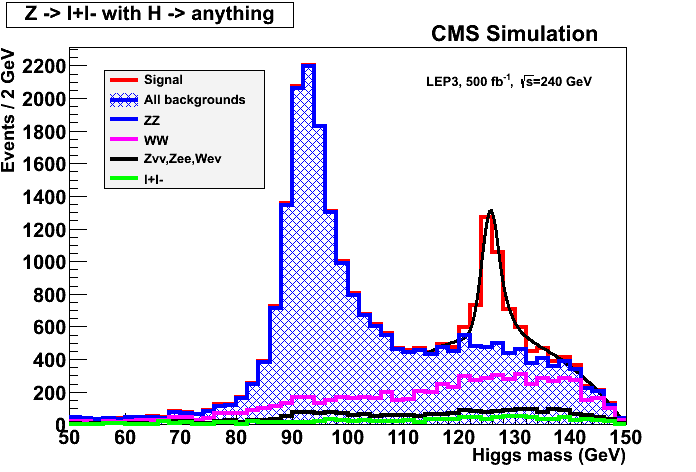 Z -> l+l- with H -> anything
CMS Simulation
LEP3, 500 fb-1, √s=240 GeV
Signal
All backgrounds
ZZ
WW
Zvv,Zee,Wev
l+l-
Events / 2 GeV
2200
2000
1800
1600
1400
1200
1000
800
600
400
200
0
50 60 70 80 90 100 110 120 130 140 150
Higgs mass (GeV)